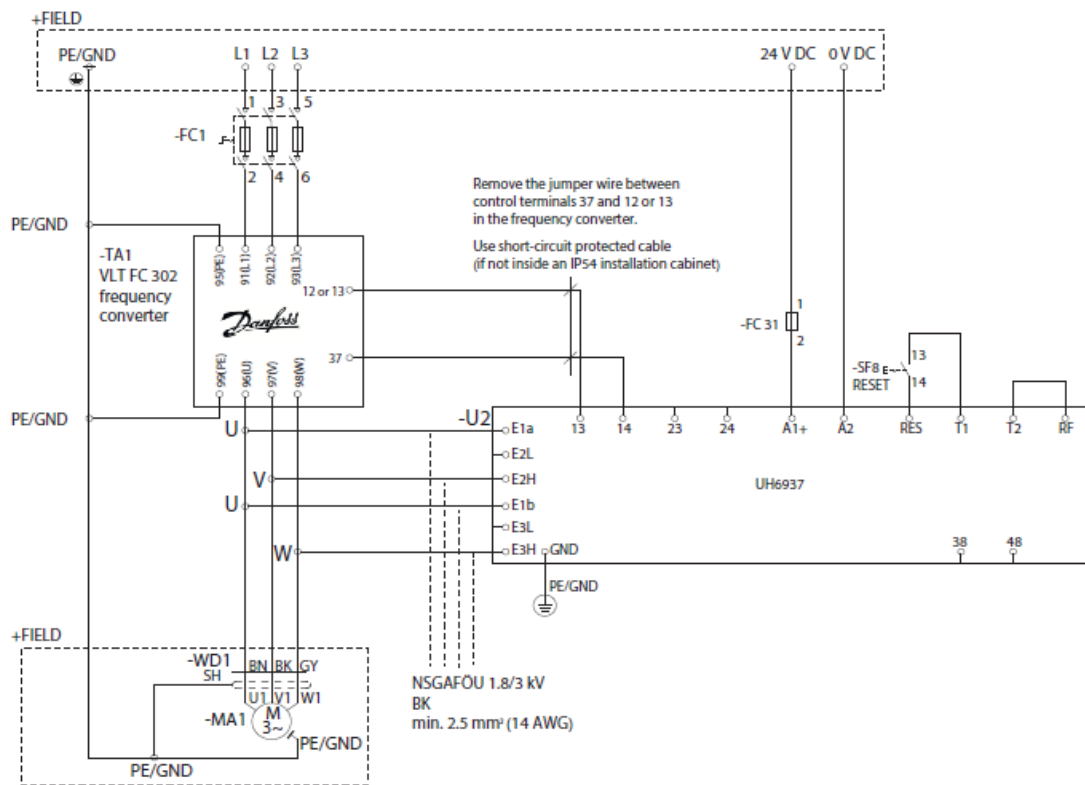 +FIELD
PE/GND
L1 L2 L3
24 V DC 0 V DC
1 3 5
-FC1
2 4 6
Remove the jumper wire between
control terminals 37 and 12 or 13
in the frequency converter.
Use short-circuit protected cable
(if not inside an IP54 installation cabinet)
PE/GND
-TA1
VLT FC 302
frequency
converter
95(PE) 91(L1) 92(L2) 93(L3)
12 or 13
Danfoss
37
99(PE) 96(U) 97(V) 98(W)
1
-FC 31
2
13
-SF8 E
14
RESET
PE/GND
-U2
13 14 23 24 A1+ A2 RES T1 T2 RF
U
E1a
E2L
V
E2H
UH6937
U
E1b
E3L
W
E3H GND
38 48
PE/GND
+FIELD
-WD1 BN BK GY
SH
U1 V1 W1
-MA1
M
3~
PE/GND
PE/GND
NSGAFÖU 1.8/3 kV
BK
min. 2.5 mm² (14 AWG)